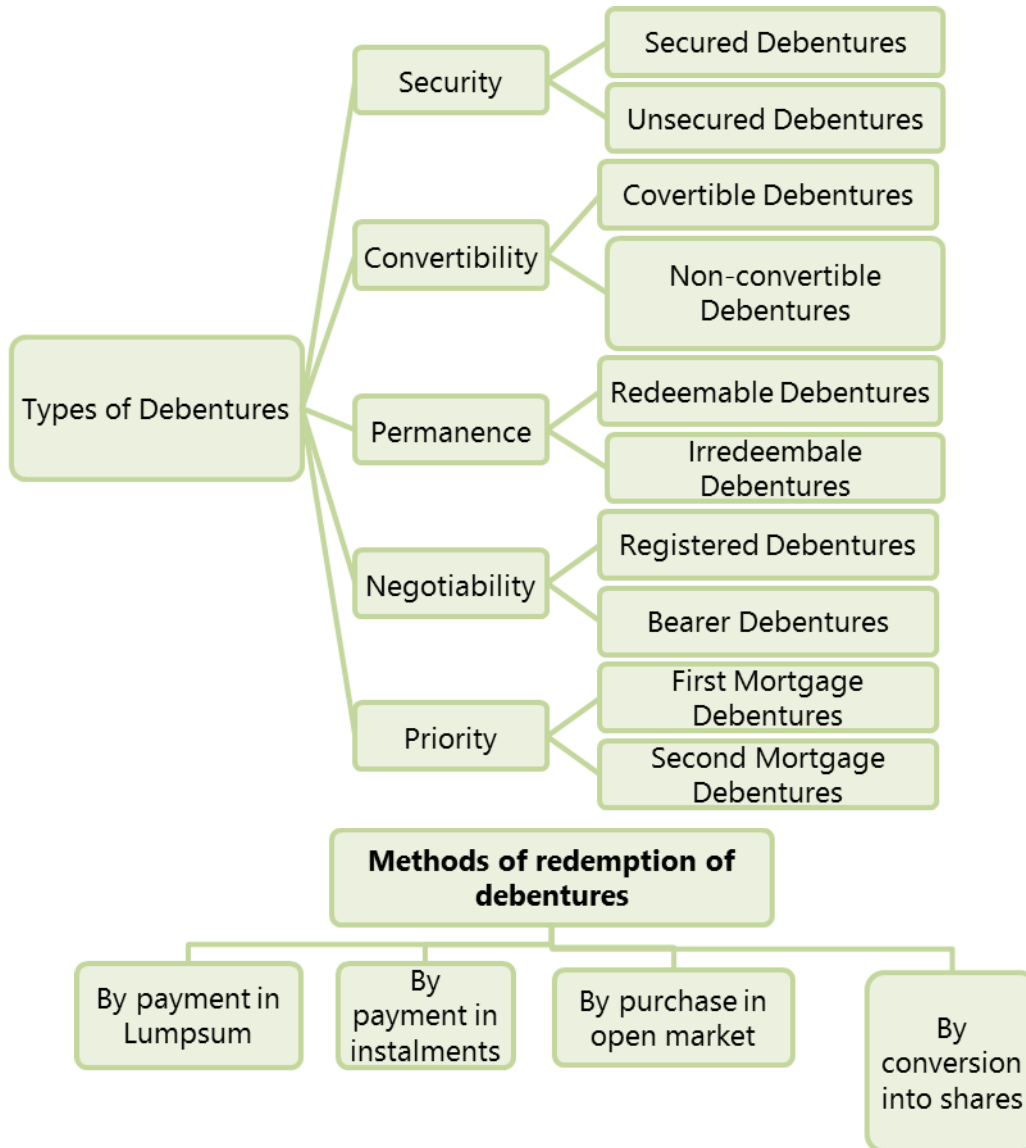 Types of Debentures
Security
Secured Debentures
Unsecured Debentures
Convertibility
Covertible Debentures
Non-convertible
Debentures
Permanence
Redeemable Debentures
Irredeembale
Debentures
Negotiability
Registered Debentures
Bearer Debentures
Priority
First Mortgage
Debentures
Second Mortgage
Debentures
Methods of redemption of
debentures
By payment in
Lumpsum
By
payment in
instalments
By purchase in
open market
By
conversion
into shares